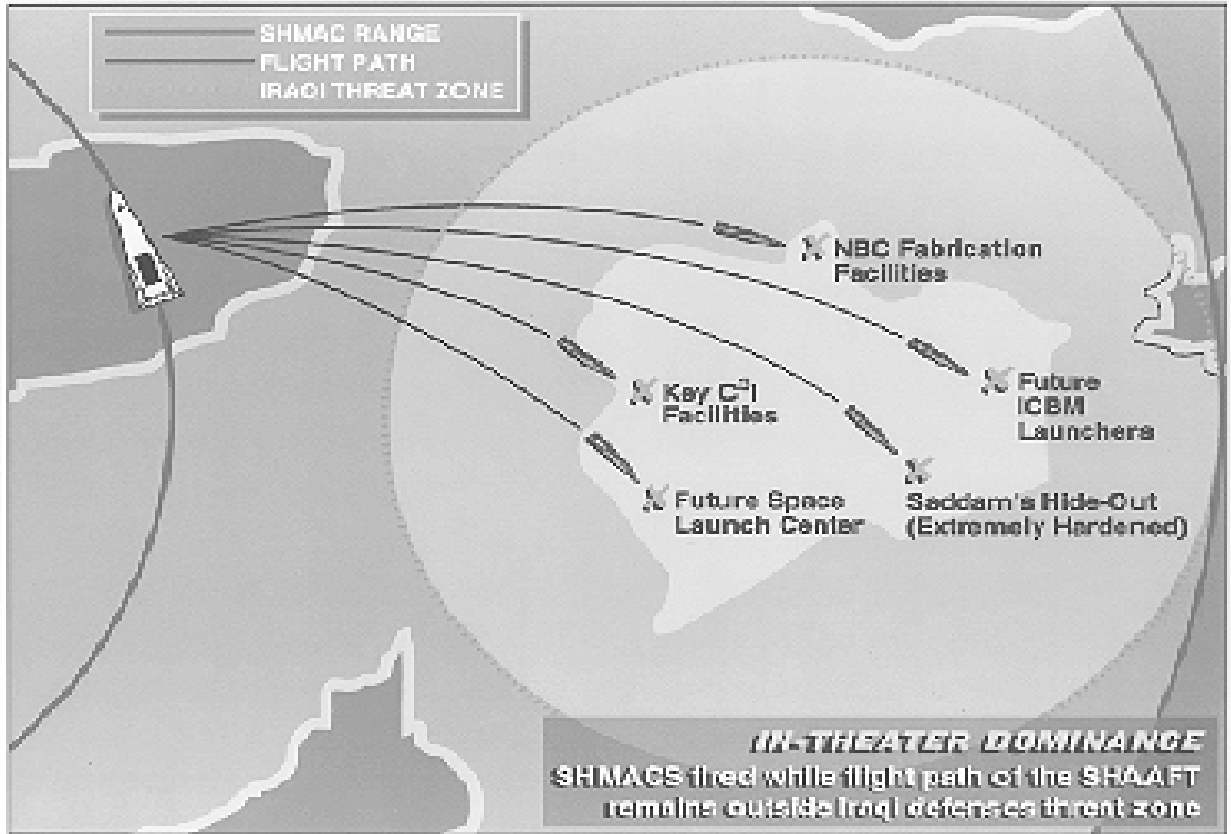 SHMAC RANGE
FLIGHT PATH
IRAQI THREAT ZONE
NBC Fabrication
Facilities
Key C³I
Facilities
Future
ICBM
Launchers
Future Space
Launch Center
Saddam's Hide-Out
(Extremely Hardened)
IN-THEATER DOMINANCE
SHMACS fired while flight path of the SHAAFT
remains outside Iraqi defenses threat zone